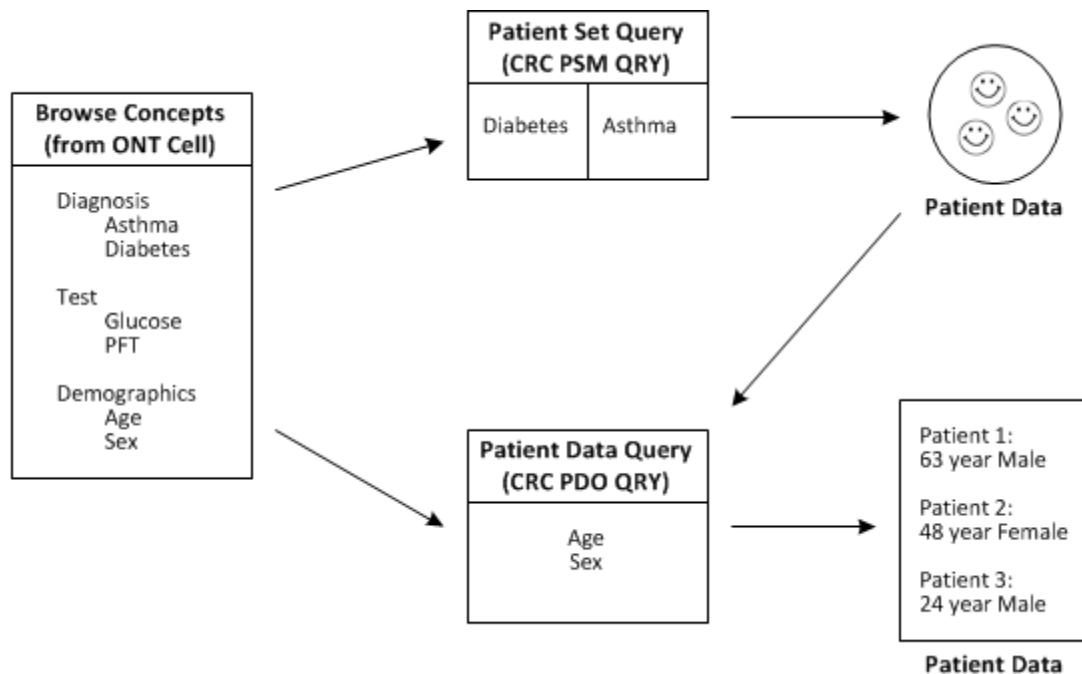 Browse Concepts
(from ONT Cell)
Diagnosis
Asthma
Diabetes
Test
Glucose
PFT
Demographics
Age
Sex
Patient Set Query
(CRC PSM QRY)
Diabetes
Asthma
Patient Data
Patient Data Query
(CRC PDO QRY)
Age
Sex
Patient 1:
63 year Male
Patient 2:
48 year Female
Patient 3:
24 year Male
Patient Data